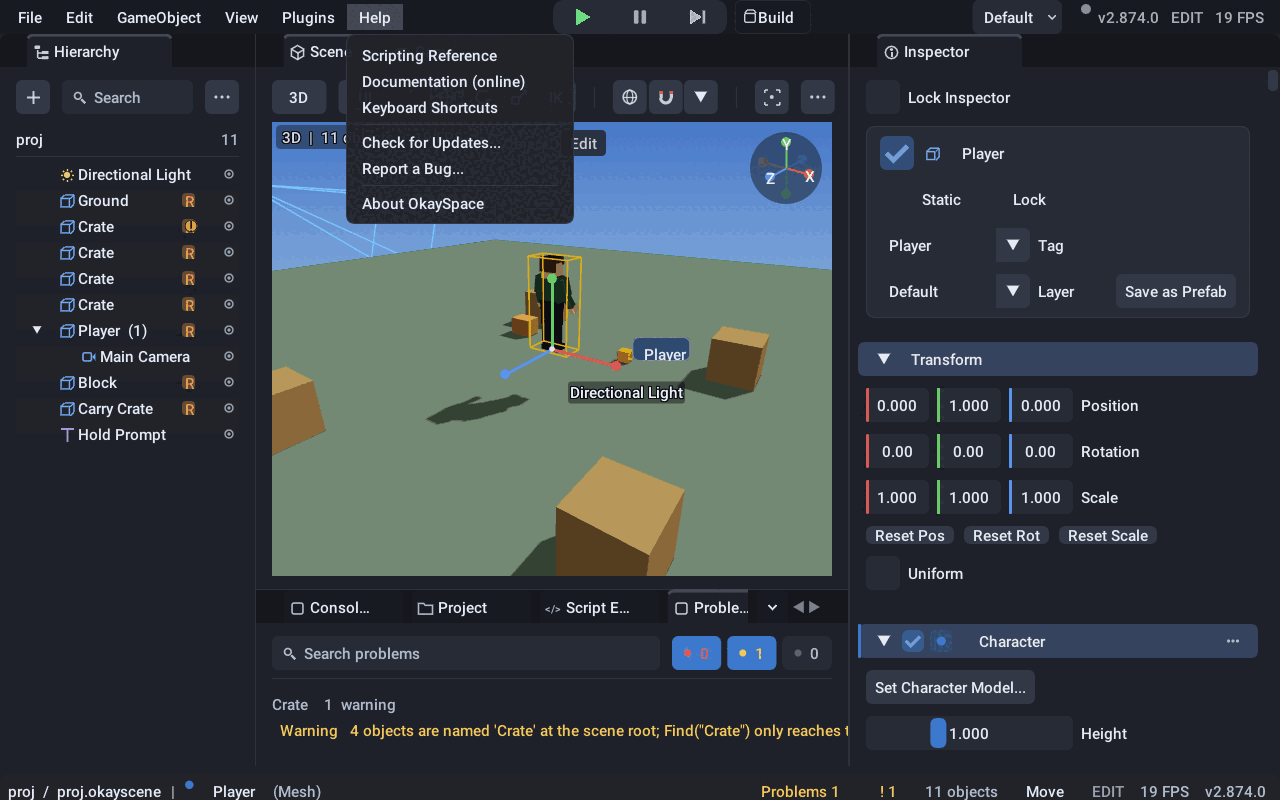 File Edit GameObject View Plugins Help Build Default v2.874.0 EDIT 19 FPS
Hierarchy
Search
proj 11
Directional Light
Ground R
Crate
Crate R
Crate R
Crate R
Player (1) R
Main Camera
Block R
Carry Crate R
Hold Prompt
Scene
3D
Scripting Reference
Documentation (online)
Keyboard Shortcuts
Check for Updates...
Report a Bug...
About OkaySpace
3D | 11
Edit
Y
X
Z
Player
Directional Light
Consol... Project Script E... Proble...
Search problems 0 1 0
Crate 1 warning
Warning 4 objects are named 'Crate' at the scene root; Find("Crate") only reaches
Inspector
Lock Inspector
Player
Static Lock
Player Tag
Default Layer Save as Prefab
Transform
0.000 1.000 0.000 Position
0.00 0.00 0.00 Rotation
1.000 1.000 1.000 Scale
Reset Pos Reset Rot Reset Scale
Uniform
Character
Set Character Model...
1.000 Height
proj / proj.okayscene | Player (Mesh) Problems 1 ! 1 11 objects Move EDIT 19 FPS v2.874.0